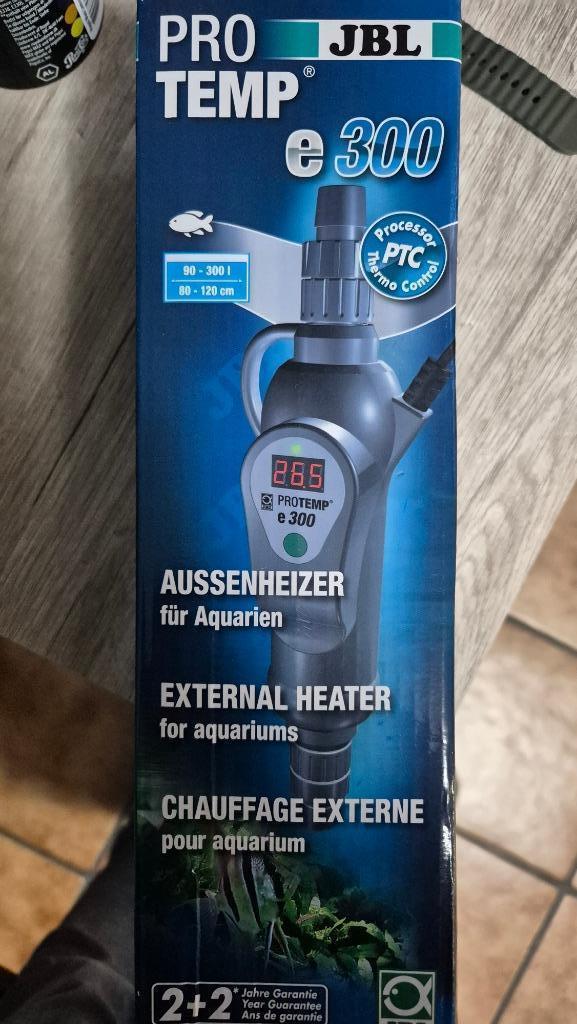 PRO
JBL
TEMP®
e 300
Processor
PTC
Thermo Control
90 - 300 l
80 - 120 cm
26.5
PROTEMP®
e 300
AUSSENHEIZER
für Aquarien
EXTERNAL HEATER
for aquariums
CHAUFFAGE EXTERNE
pour aquarium
2+2*
Jahre Garantie
Year Guarantee
Ans de garantie